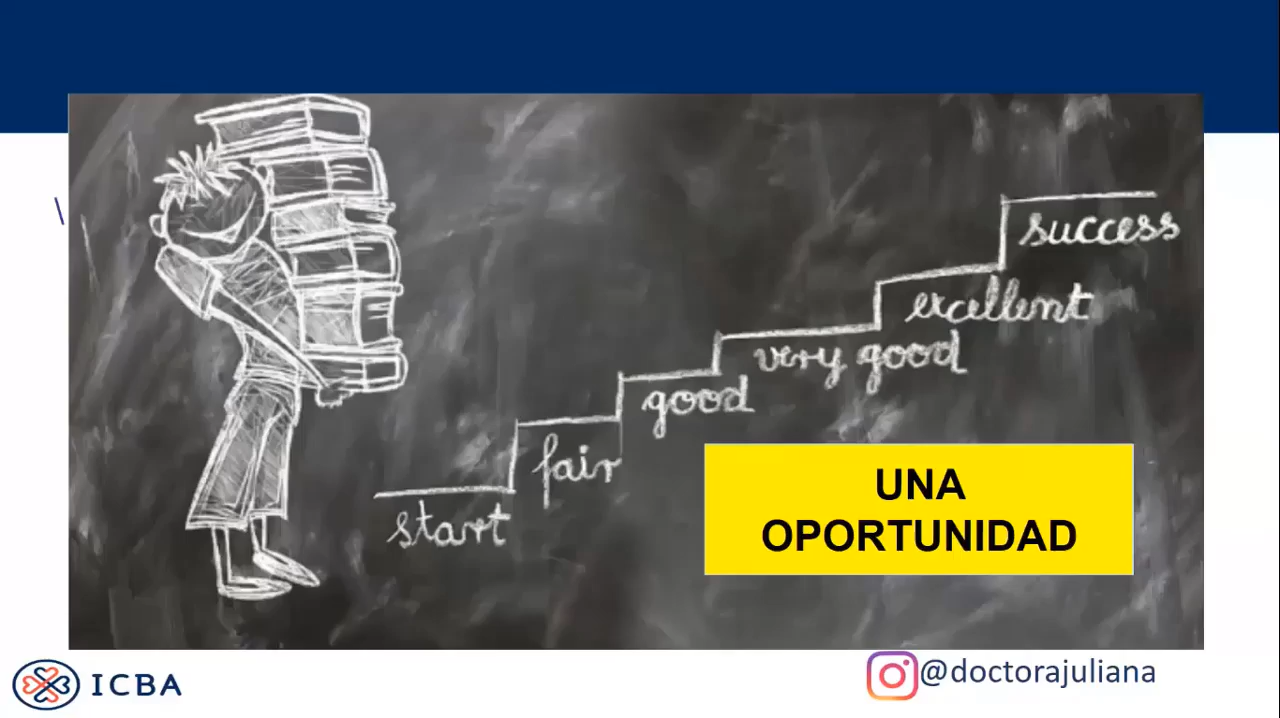 success
excellent
very good
good
fair
start
UNA
OPORTUNIDAD
ICBA
@doctorajuliana